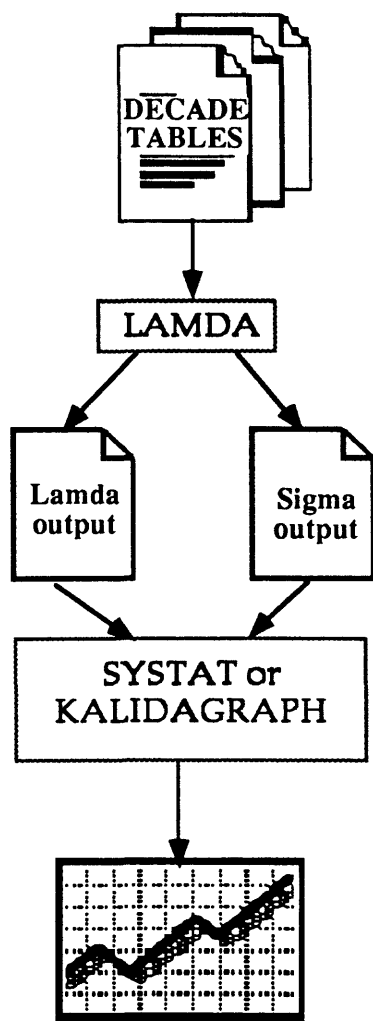 DECADE
TABLES
LAMDA
Lamda
output
Sigma
output
SYSTAT or
KALIDAGRAPH